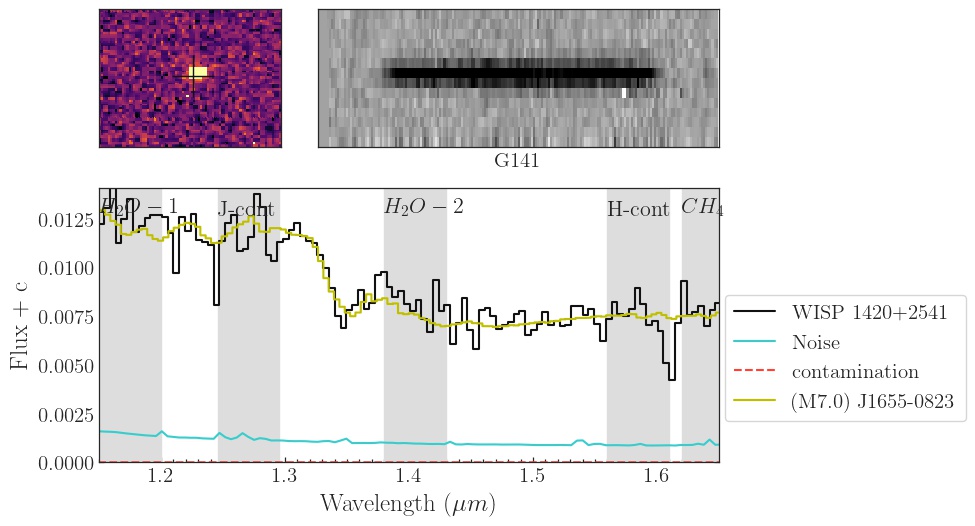 G141
H2O − 1 J-cont H2O − 2 H-cont CH4
0.0125
0.0100
0.0075
0.0050
0.0025
0.0000
Flux + c
1.2 1.3 1.4 1.5 1.6
Wavelength (μm)
WISP 1420+2541
Noise
contamination
(M7.0) J1655-0823